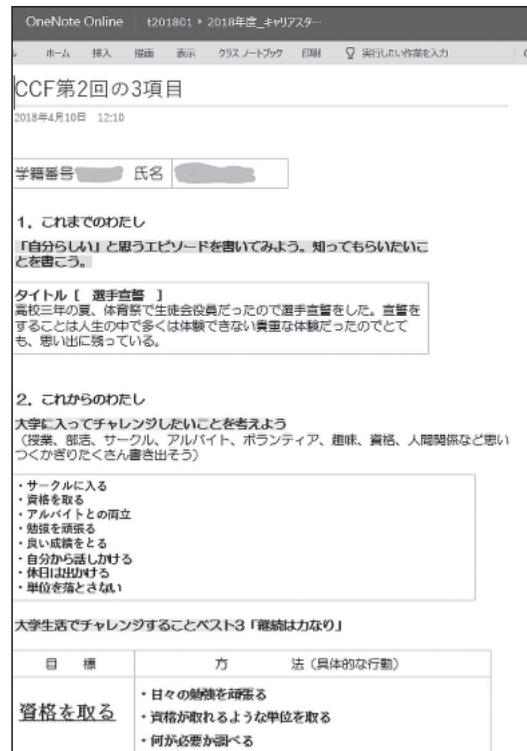 OneNote Online t201801 › 2018年度_キャリアスタ…
ホーム 挿入 描画 表示 クラス ノートブック 印刷 実行したい作業を入力
CCF第2回の3項目
2018年4月10日 12:10
学籍番号 氏名
1．これまでのわたし
「自分らしい」と思うエピソードを書いてみよう。知ってもらいたいこ
とを書こう。
タイトル [ 選手宣誓 ]
高校三年の夏、体育祭で生徒会役員だったので選手宣誓をした。宣誓を
することは人生の中で多くは体験できない貴重な体験だったのでとて
も、思い出に残っている。
2．これからのわたし
大学に入ってチャレンジしたいことを考えよう
（授業、部活、サークル、アルバイト、ボランティア、趣味、資格、人間関係など思い
つくかぎりたくさん書き出そう）
・サークルに入る
・資格を取る
・アルバイトとの両立
・勉強を頑張る
・良い成績をとる
・自分から話しかける
・休日は出かける
・単位を落とさない
大学生活でチャレンジすることベスト3「継続は力なり」
目 標 方 法（具体的な行動）
・日々の勉強を頑張る
資格を取る ・資格が取れるような単位を取る
・何が必要か調べる